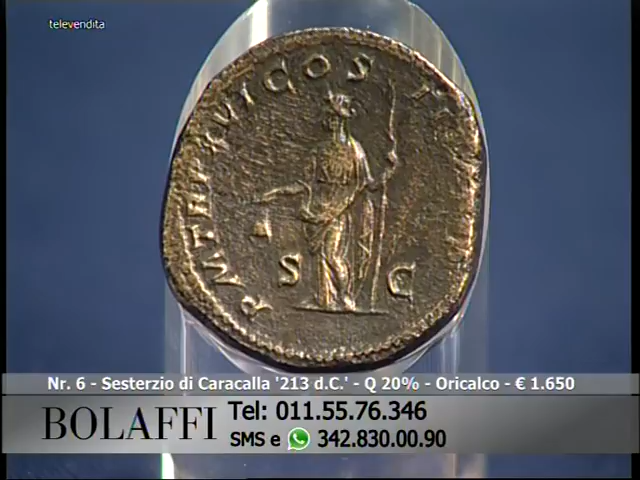 televendita
P M TR P XVI COS
S C
Nr. 6 - Sesterzio di Caracalla '213 d.C.' - Q 20% - Oricalco - € 1.650
BOLAFFI
Tel: 011.55.76.346
SMS e 342.830.00.90